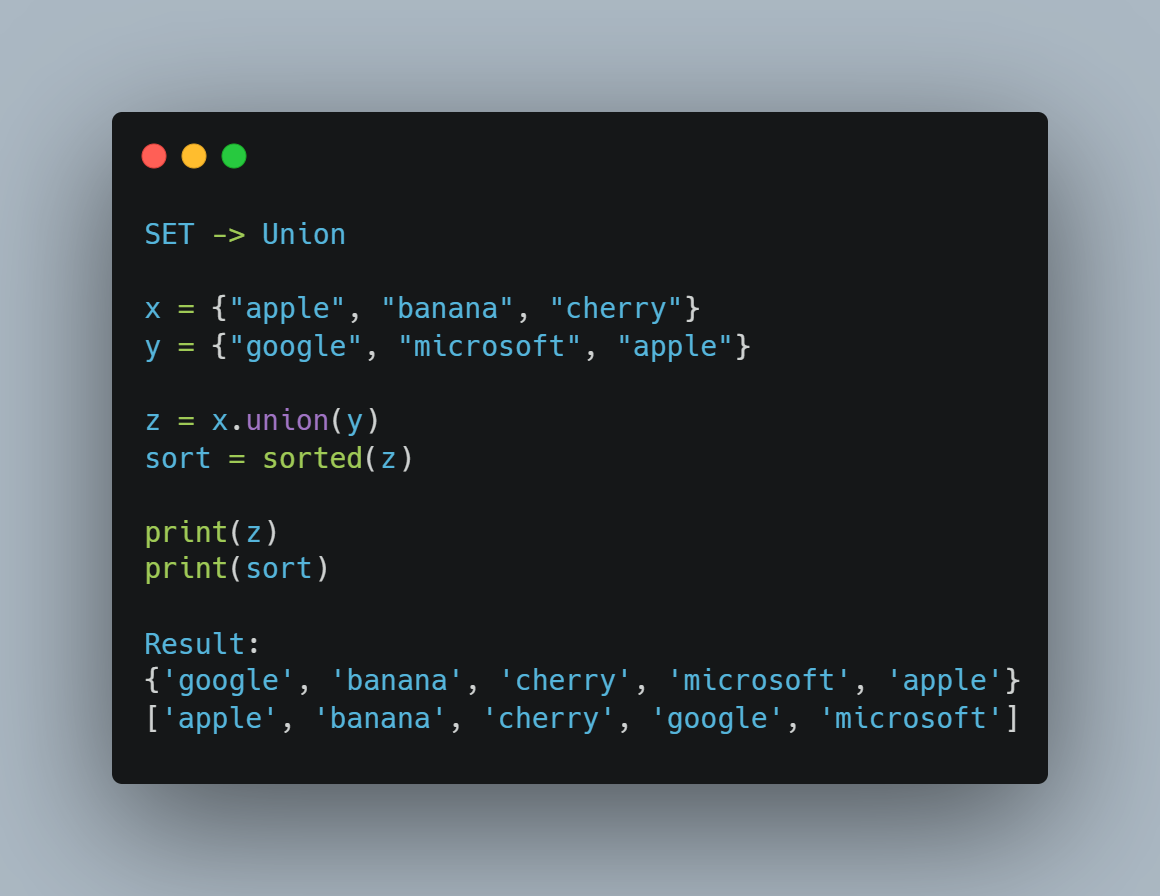 SET -> Union
x = {"apple", "banana", "cherry"}
y = {"google", "microsoft", "apple"}
z = x.union(y)
sort = sorted(z)
print(z)
print(sort)
Result:
{'google', 'banana', 'cherry', 'microsoft', 'apple'}
['apple', 'banana', 'cherry', 'google', 'microsoft']